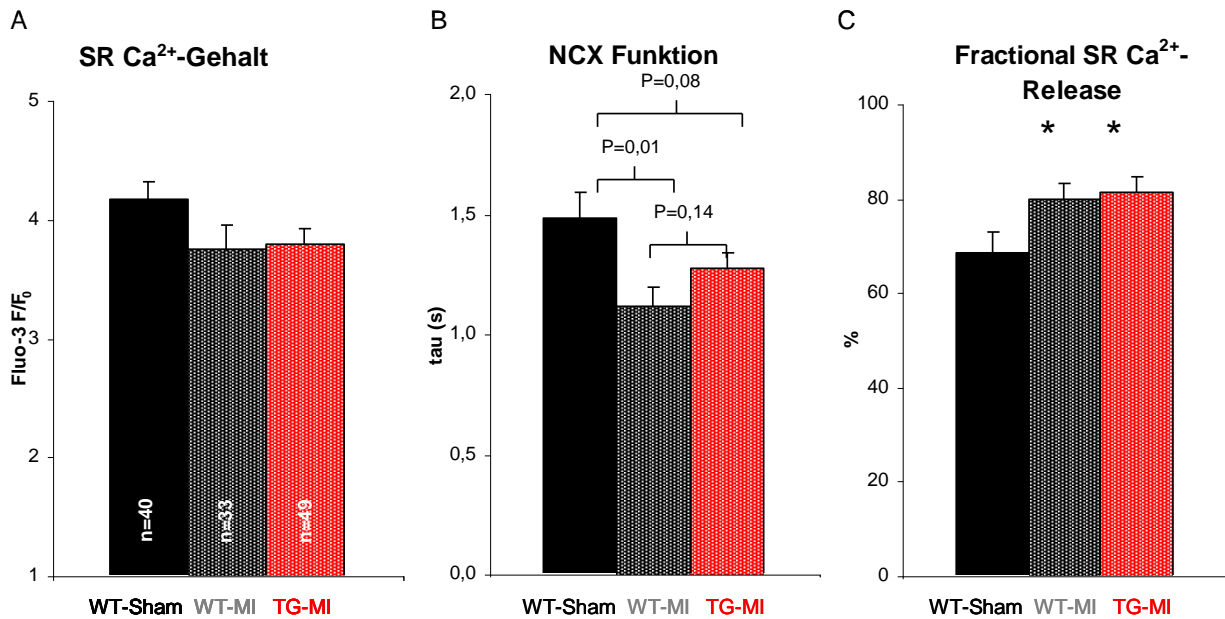 A
SR Ca²⁺-Gehalt
5
4
3
2
1
Fluo-3 F/F₀
n=40
n=33
n=49
WT-Sham WT-MI TG-MI
B
NCX Funktion
P=0,08
P=0,01
P=0,14
2,0
1,5
1,0
0,5
0,0
tau (s)
WT-Sham WT-MI TG-MI
C
Fractional SR Ca²⁺-
Release
* *
100
80
60
40
20
0
%
WT-Sham WT-MI TG-MI